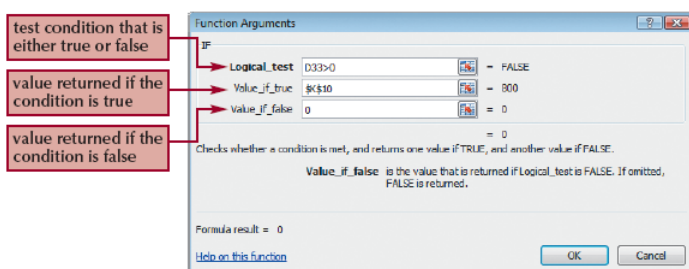 test condition that is
either true or false
value returned if the
condition is true
value returned if the
condition is false
Function Arguments
IF
Logical_test D33>0 = FALSE
Value_if_true $K$10 = 800
Value_if_false 0 = 0
= 0
Checks whether a condition is met, and returns one value if TRUE, and another value if FALSE.
Value_if_false is the value that is returned if Logical_test is FALSE. If omitted,
FALSE is returned.
Formula result = 0
Help on this function
OK Cancel